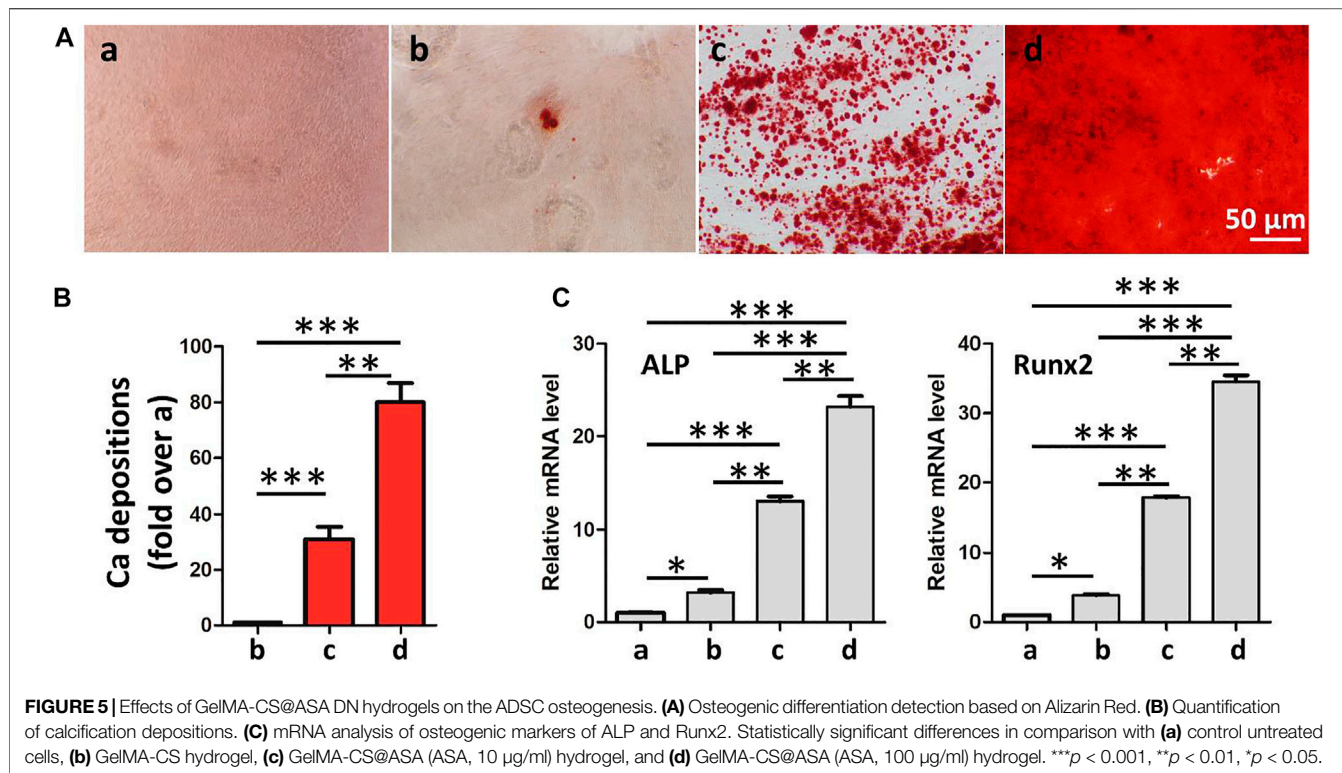 A
a
b
c
d
50 μm
B
Ca depositions
(fold over a)
100
80
60
40
20
0
***
**
***
b
c
d
C
ALP
Relative mRNA level
30
20
10
0
***
***
**
***
**
*
a
b
c
d
Runx2
Relative mRNA level
40
30
20
10
0
***
***
**
***
**
*
a
b
c
d
FIGURE 5 | Effects of GelMA-CS@ASA DN hydrogels on the ADSC osteogenesis. (A) Osteogenic differentiation detection based on Alizarin Red. (B) Quantification
of calcification depositions. (C) mRNA analysis of osteogenic markers of ALP and Runx2. Statistically significant differences in comparison with (a) control untreated
cells, (b) GelMA-CS hydrogel, (c) GelMA-CS@ASA (ASA, 10 μg/ml) hydrogel, and (d) GelMA-CS@ASA (ASA, 100 μg/ml) hydrogel. ***p < 0.001, **p < 0.01, *p < 0.05.